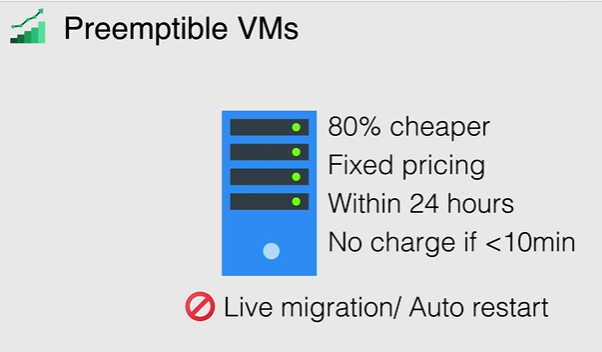 Preemptible VMs
80% cheaper
Fixed pricing
Within 24 hours
No charge if <10min
Live migration/ Auto restart